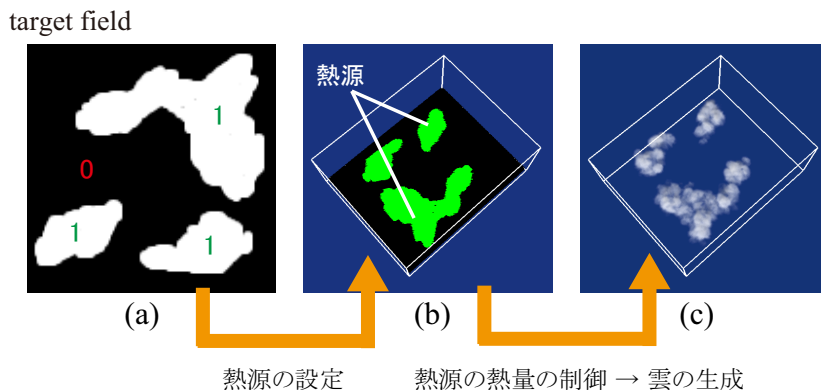 target field
1
0
1
1
熱源
(a)
(b)
(c)
熱源の設定
熱源の熱量の制御 → 雲の生成